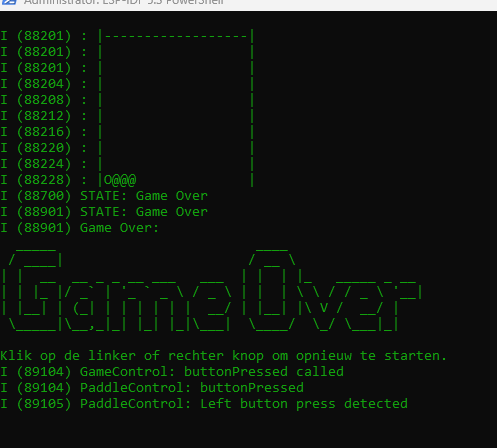 Administrator: ESP-IDF 5.3 PowerShell
I (88201) : |------------------|
I (88201) : |                  |
I (88201) : |                  |
I (88204) : |                  |
I (88208) : |                  |
I (88212) : |                  |
I (88216) : |                  |
I (88220) : |                  |
I (88224) : |                  |
I (88228) : |O@@@              |
I (88700) STATE: Game Over
I (88901) STATE: Game Over
I (88901) Game Over:
Game Over
Klik op de linker of rechter knop om opnieuw te starten.
I (89104) GameControl: buttonPressed called
I (89104) PaddleControl: buttonPressed
I (89105) PaddleControl: Left button press detected